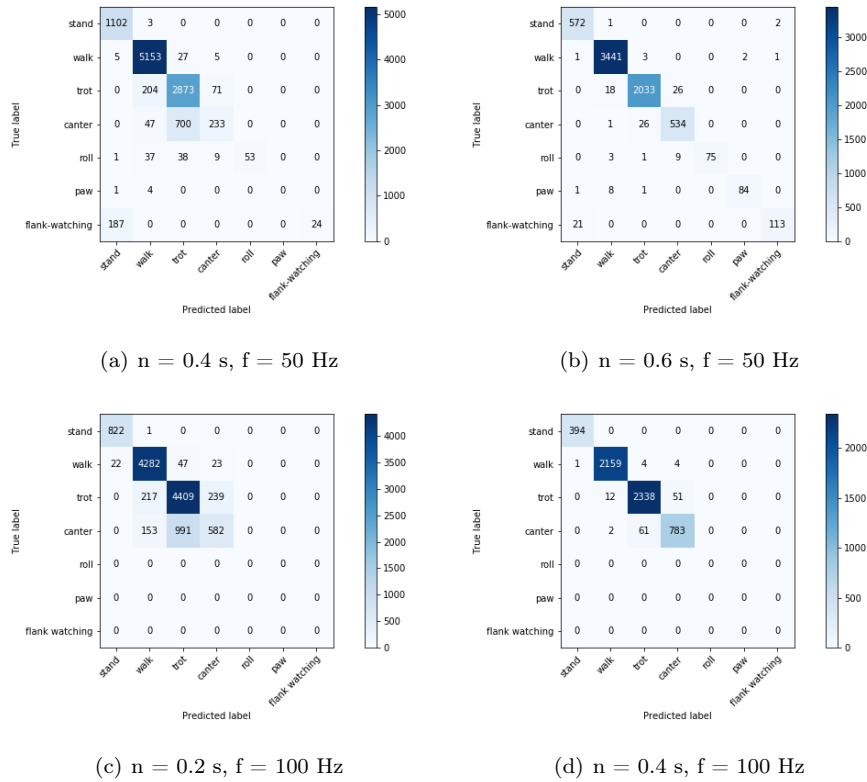 stand 1102 3 0 0 0 0 0
walk 5 5153 27 5 0 0 0
trot 0 204 2873 71 0 0 0
canter 0 47 700 233 0 0 0
roll 1 37 38 9 53 0 0
paw 1 4 0 0 0 0 0
flank-watching 187 0 0 0 0 0 24
stand walk trot canter roll paw flank-watching
True label
Predicted label
5000
4000
3000
2000
1000
0
(a) n = 0.4 s, f = 50 Hz
stand 572 1 0 0 0 0 2
walk 1 3441 3 0 0 2 1
trot 0 18 2033 26 0 0 0
canter 0 1 26 534 0 0 0
roll 0 3 1 9 75 0 0
paw 1 8 1 0 0 84 0
flank-watching 21 0 0 0 0 0 113
stand walk trot canter roll paw flank-watching
True label
Predicted label
3000
2500
2000
1500
1000
500
0
(b) n = 0.6 s, f = 50 Hz
stand 822 1 0 0 0 0 0
walk 22 4282 47 23 0 0 0
trot 0 217 4409 239 0 0 0
canter 0 153 991 582 0 0 0
roll 0 0 0 0 0 0 0
paw 0 0 0 0 0 0 0
flank watching 0 0 0 0 0 0 0
stand walk trot canter roll paw flank watching
True label
Predicted label
4000
3500
3000
2500
2000
1500
1000
500
0
(c) n = 0.2 s, f = 100 Hz
stand 394 0 0 0 0 0 0
walk 1 2159 4 4 0 0 0
trot 0 12 2338 51 0 0 0
canter 0 2 61 783 0 0 0
roll 0 0 0 0 0 0 0
paw 0 0 0 0 0 0 0
flank watching 0 0 0 0 0 0 0
stand walk trot canter roll paw flank watching
True label
Predicted label
2000
1500
1000
500
0
(d) n = 0.4 s, f = 100 Hz